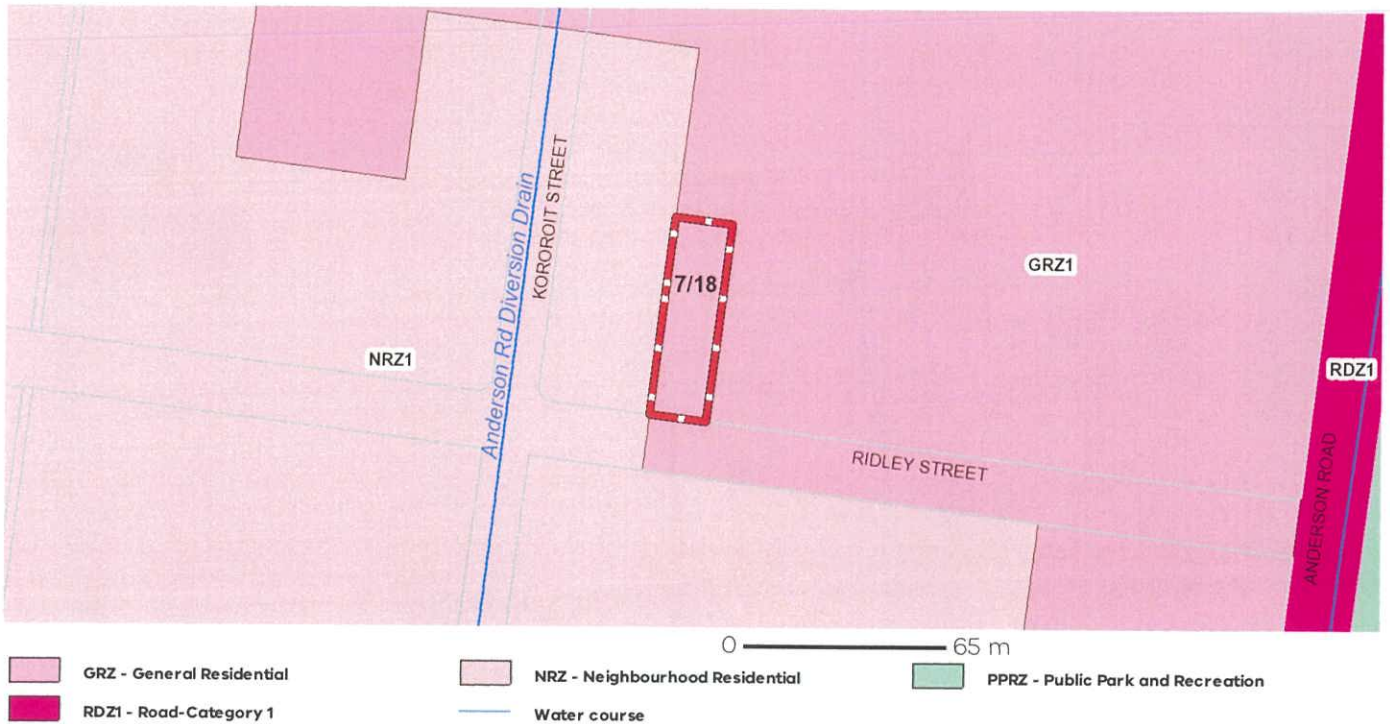 KOROROIT STREET
Anderson Rd Diversion Drain
7/18
GRZ1
NRZ1
RDZ1
RIDLEY STREET
ANDERSON ROAD
0 65 m
GRZ - General Residential
NRZ - Neighbourhood Residential
PPRZ - Public Park and Recreation
RDZ1 - Road-Category 1
Water course